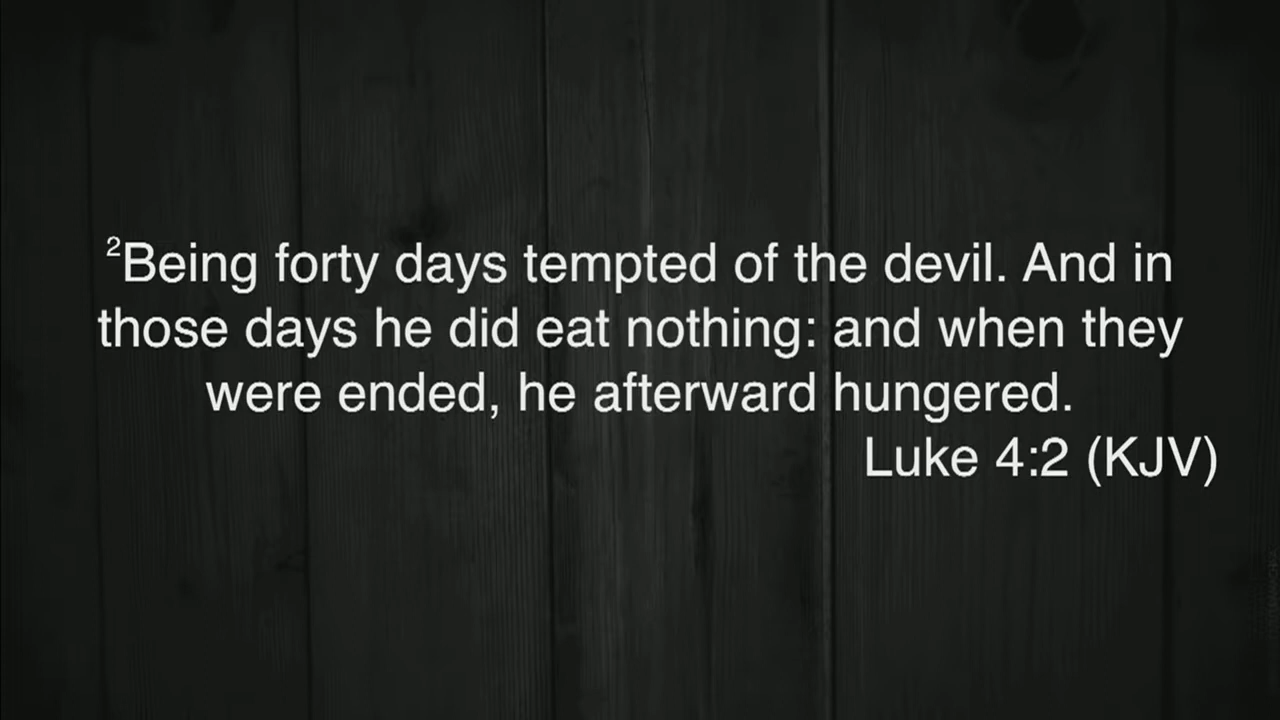 ²Being forty days tempted of the devil. And in
those days he did eat nothing: and when they
were ended, he afterward hungered.
Luke 4:2 (KJV)